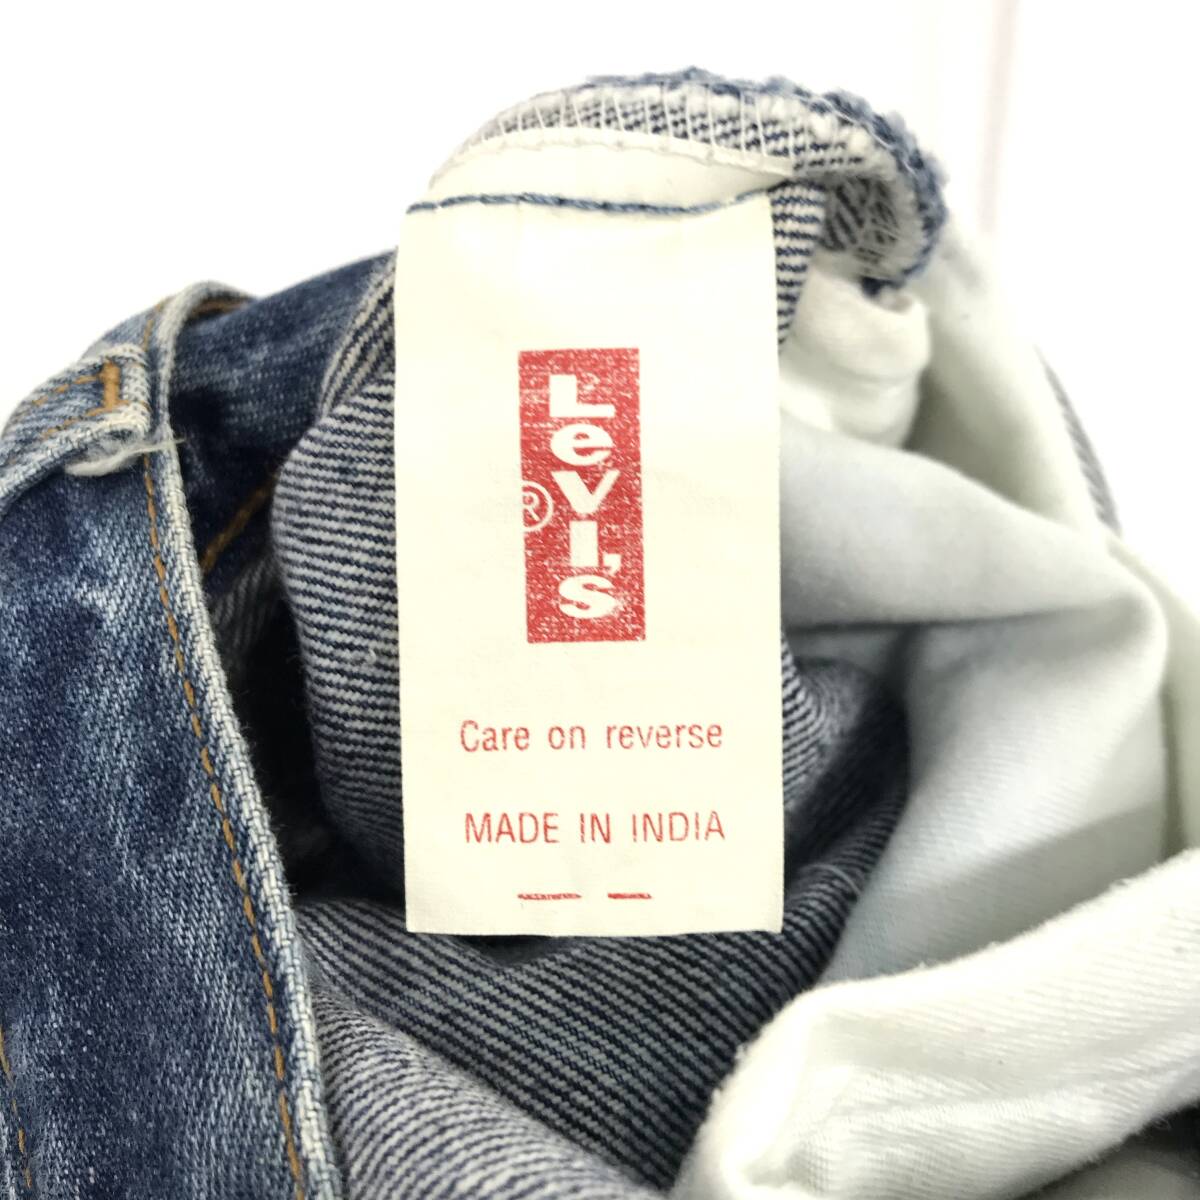 LeVI's
®
Care on reverse
MADE IN INDIA